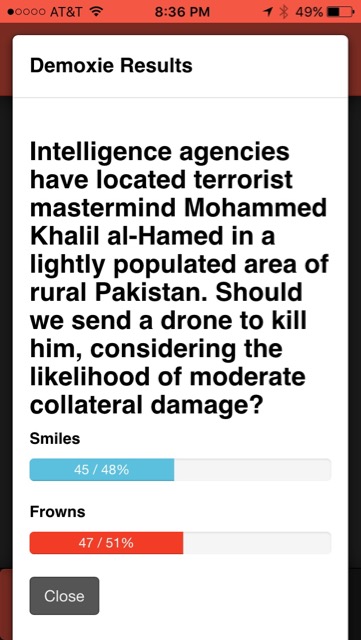 AT&T 8:36 PM 49%
Demoxie Results
Intelligence agencies
have located terrorist
mastermind Mohammed
Khalil al-Hamed in a
lightly populated area of
rural Pakistan. Should
we send a drone to kill
him, considering the
likelihood of moderate
collateral damage?
Smiles
45 / 48%
Frowns
47 / 51%
Close